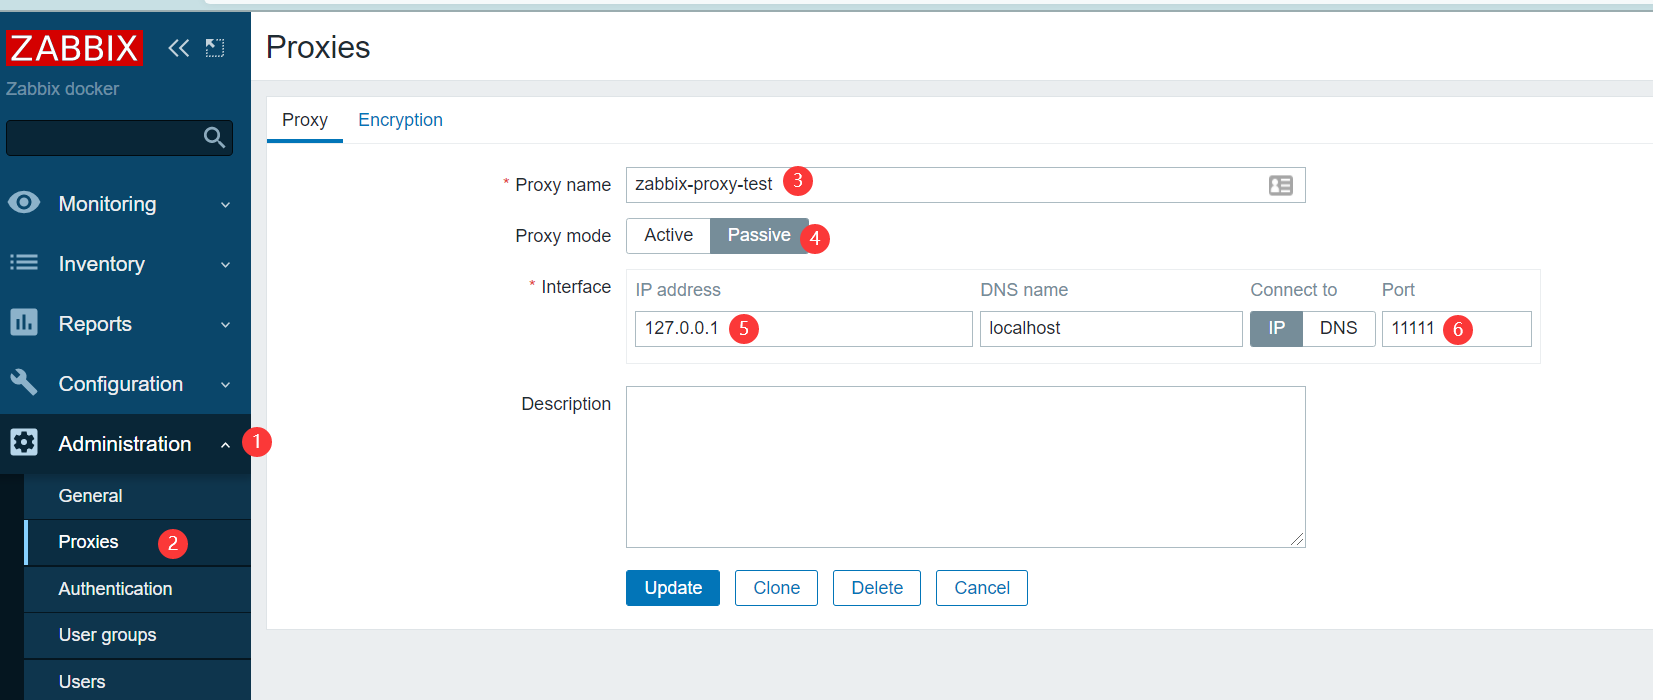 ZABBIX
Zabbix docker
Monitoring
Inventory
Reports
Configuration
Administration 1
General
Proxies 2
Authentication
User groups
Users
Proxies
Proxy Encryption
* Proxy name zabbix-proxy-test 3
Proxy mode Active Passive 4
* Interface IP address DNS name Connect to Port
127.0.0.1 5 localhost IP DNS 11111 6
Description
Update Clone Delete Cancel